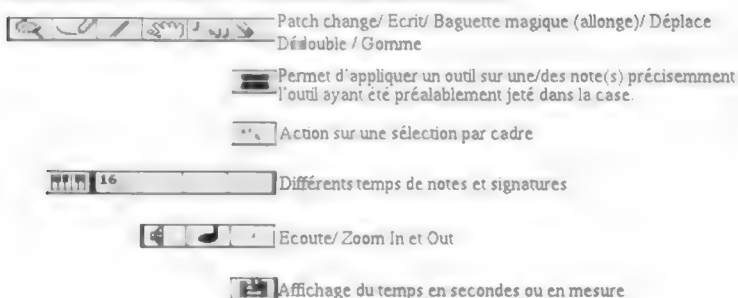 Patch change/ Ecrit/ Baguette magique (allonge)/ Déplace
Dédouble / Gomme
Permet d'appliquer un outil sur une/des note(s) précisemment
l'outil ayant été préalablement jeté dans la case.
Action sur une sélection par cadre
16
Différents temps de notes et signatures
Ecoute/ Zoom In et Out
Affichage du temps en secondes ou en mesure